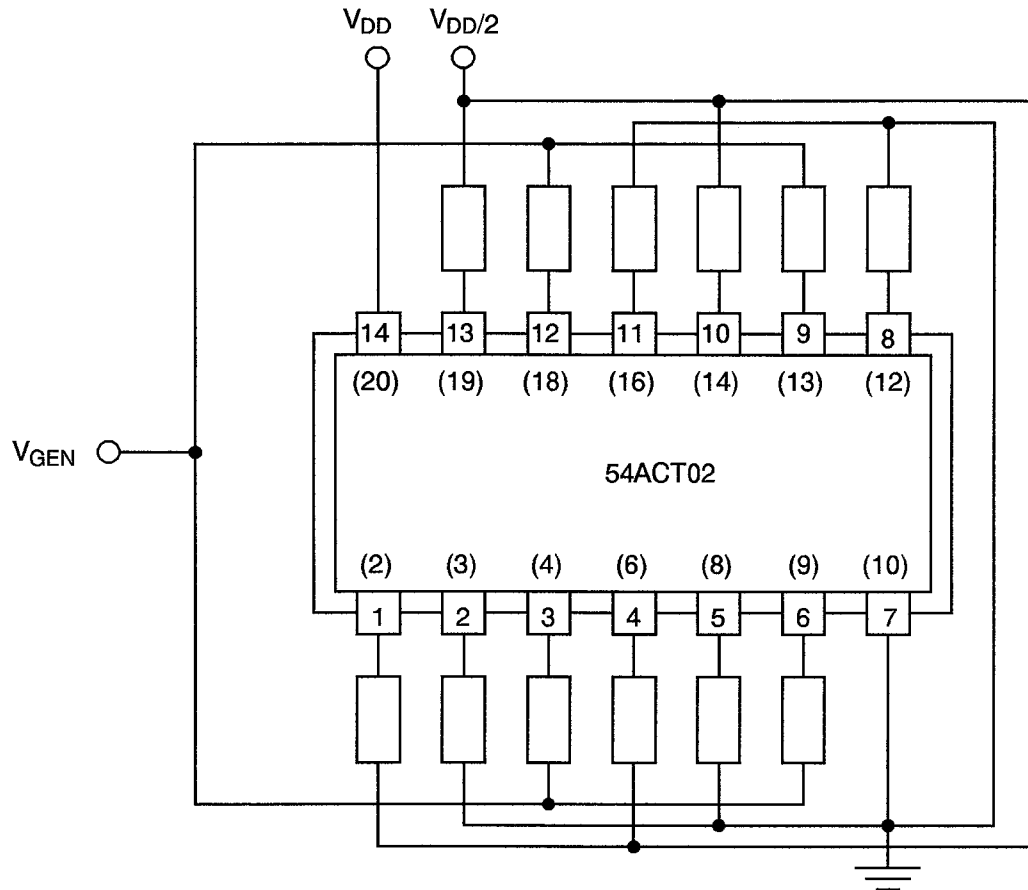 VDD VDD/2
14 13 12 11 10 9 8
(20) (19) (18) (16) (14) (13) (12)
VGEN
54ACT02
(2) (3) (4) (6) (8) (9) (10)
1 2 3 4 5 6 7